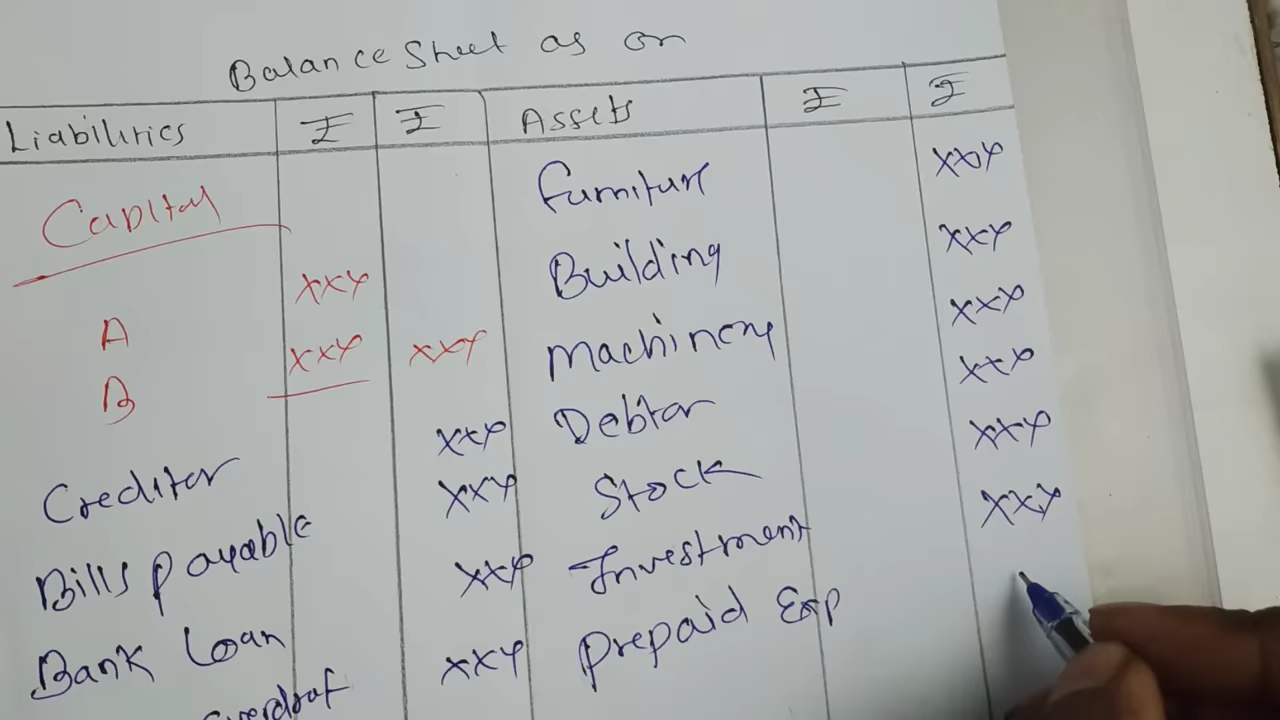 Balance Sheet as on
Liabilities ₹ ₹ Assets ₹ ₹
Capital Furniture xxx
xxx Building xxx
A Machinery xxx
xxx xxx
B Debtor xxx
xxx
Creditor Stock xxx
xxx
Bills payable Investment xxx
xxx
Bank Loan Prepaid Exp
xxx